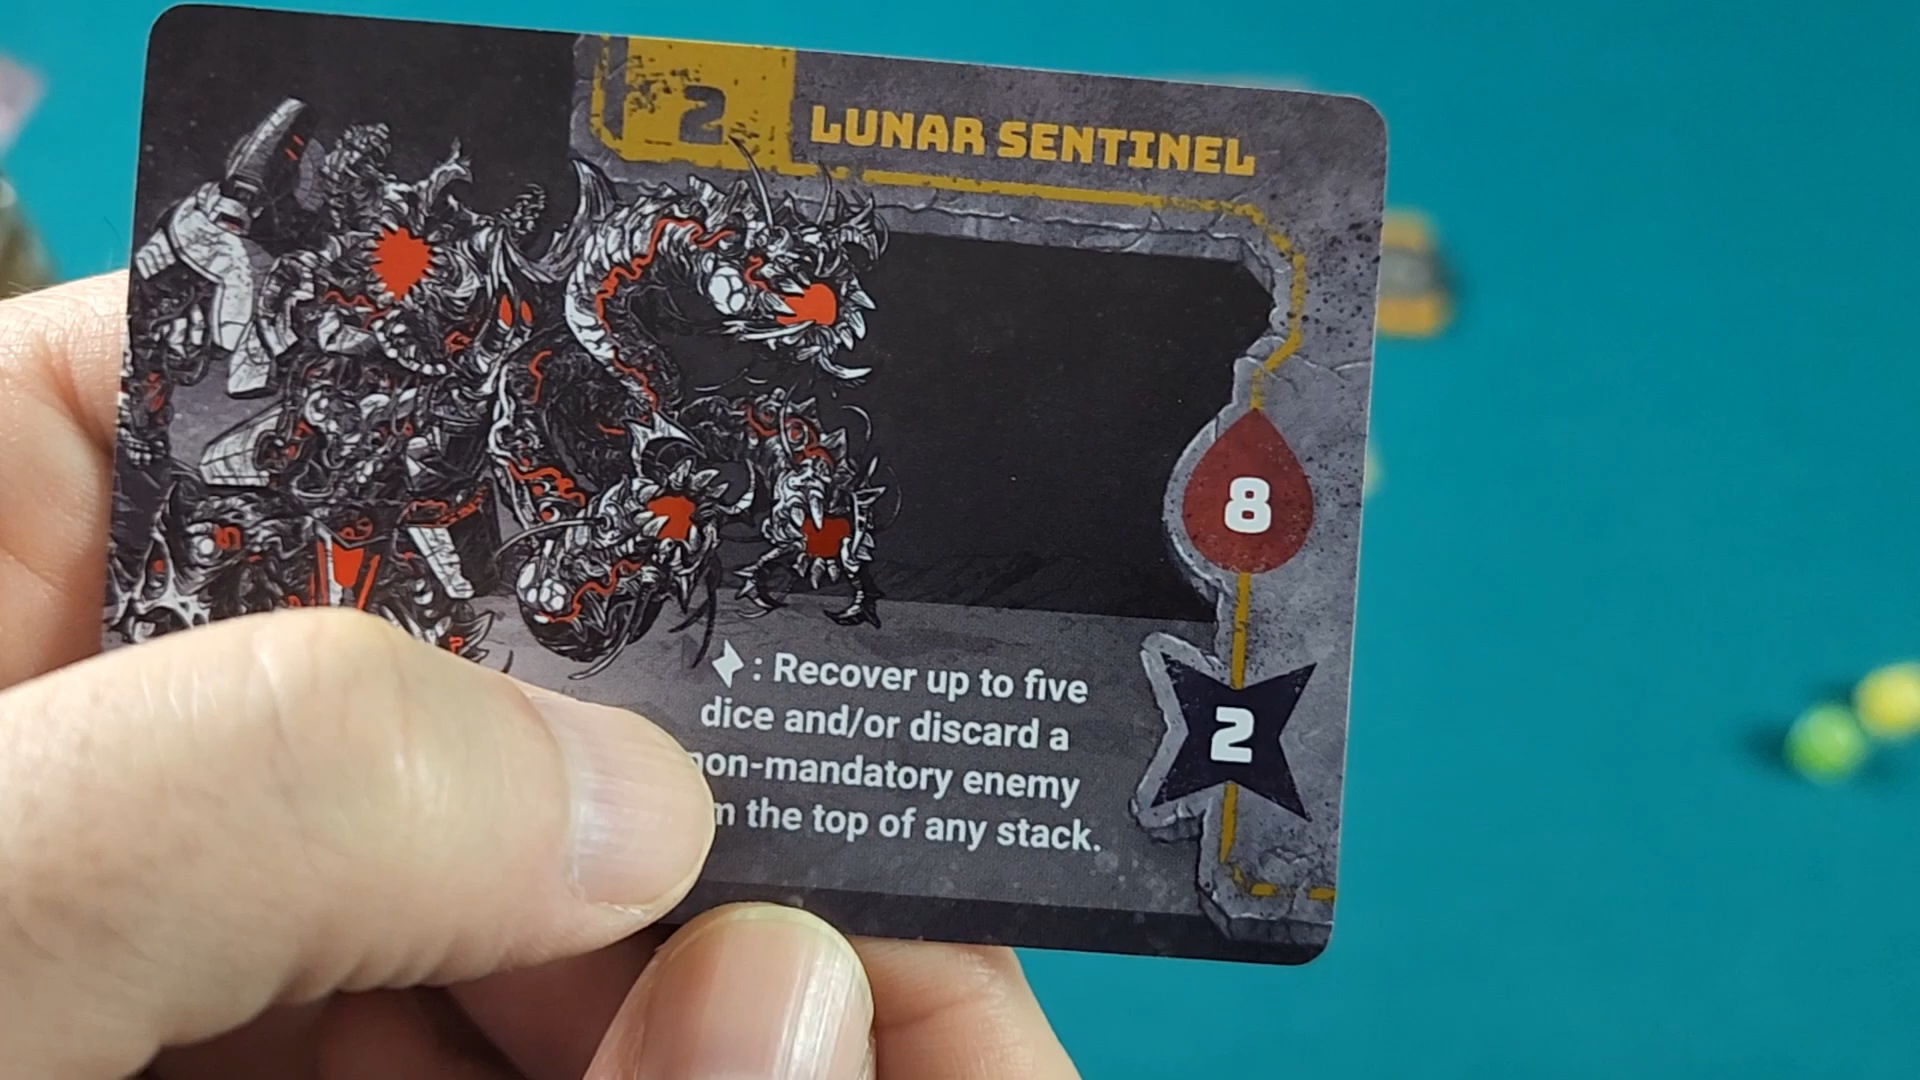 2
LUNAR SENTINEL
8
: Recover up to five
dice and/or discard a
non-mandatory enemy
the top of any stack.
2